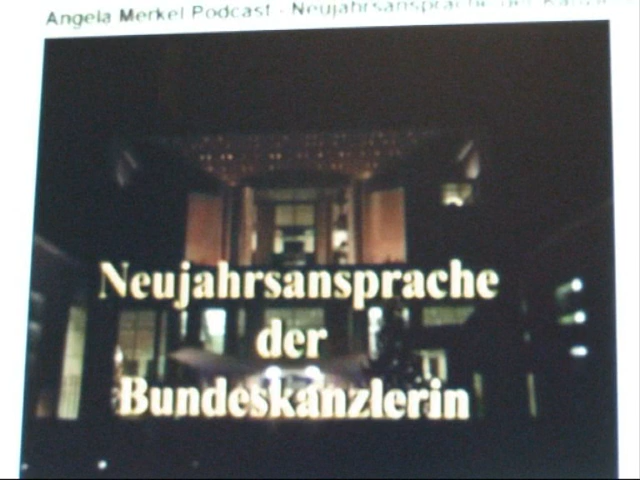 Angela Merkel Podcast - Neujahrsansprache der
Neujahrsansprache
der
Bundeskanzlerin